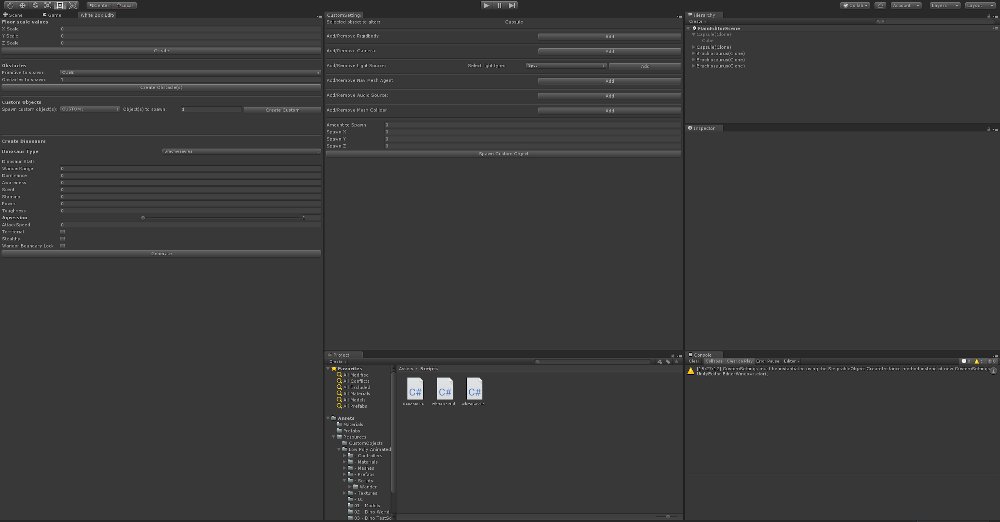 Center Local
Collab Account Layers Layout
Scene Game White Box Edit
Floor scale values
X Scale 0
Y Scale 0
Z Scale 0
Create
Obstacles
Primitive to spawn: CUBE
Obstacles to spawn: 1
Create Obstacle(s)
Custom Objects
Spawn custom object(s): CUSTOM1 Object(s) to spawn: 1 Create Custom
Create Dinosaurs
Dinosaur Type Brachiosaurus
Dinosaur Stats
WanderRange 0
Dominance 0
Awareness 0
Scent 0
Stamina 0
Power 0
Toughness 0
Agression 1
AttackSpeed 0
Territorial
Stealthy
Wander Boundary Lock
Generate
CustomSetting:
Selected object to alter: Capsule
Add/Remove Rigidbody: Add
Add/Remove Camera: Add
Add/Remove Light Source: Select light type: Spot Add
Add/Remove Nav Mesh Agent: Add
Add/Remove Audio Source: Add
Add/Remove Mesh Collider: Add
Amount to Spawn 0
Spawn X 0
Spawn Y 0
Spawn Z 0
Spawn Custom Object
Hierarchy
Create All
MainEditorScene
Capsule(Clone)
Cube
Capsule(Clone)
Brachiosaurus(Clone)
Brachiosaurus(Clone)
Brachiosaurus(Clone)
Inspector
Project
Create
Favorites
All Modified
All Conflicts
All Excluded
All Materials
All Models
All Prefabs
Assets
Materials
Prefabs
Resources
CustomObjects
Low Poly Animated
- Controllers
- Materials
- Meshes
- Prefabs
- Scripts
Wander
- Textures
- UI
01 - Models
02 - Dino World
03 - Dino TestSc
Assets ▸ Scripts
C# C# C#
RandomGe... WhiteBoxEd... WhiteBoxEd...
Console
Clear Collapse Clear on Play Error Pause Editor 0 1 0
[15:27:12] CustomSettings must be instantiated using the ScriptableObject.CreateInstance method instead of new CustomSettings 1
UnityEditor.EditorWindow:.ctor()